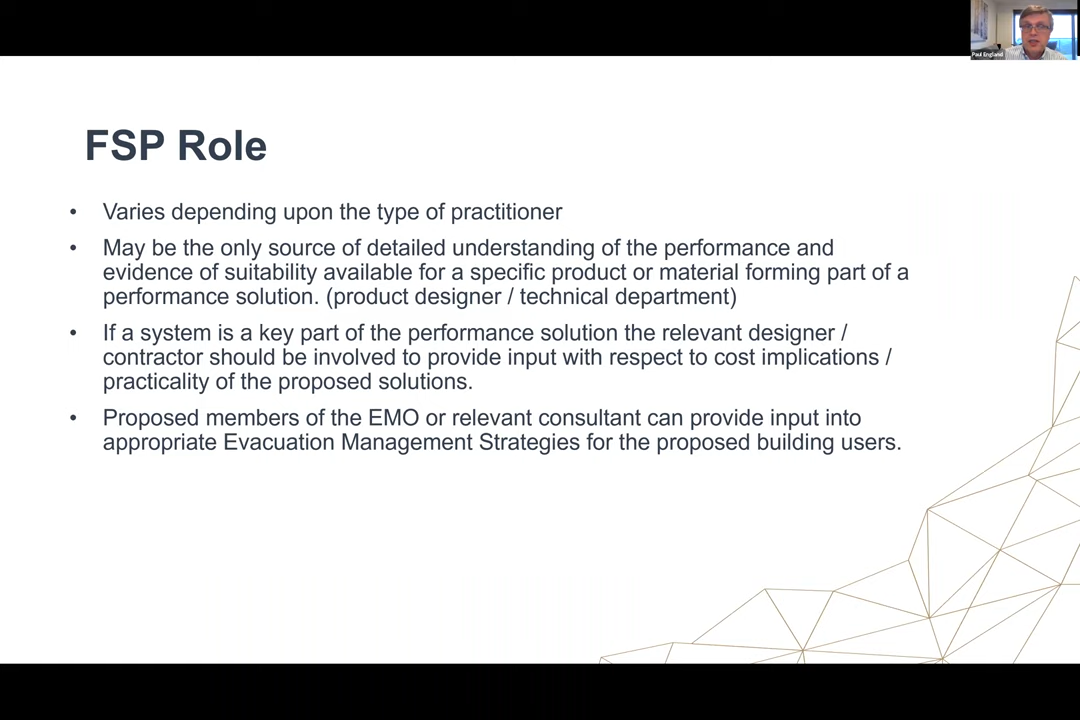 Paul England
FSP Role
• Varies depending upon the type of practitioner
• May be the only source of detailed understanding of the performance and
evidence of suitability available for a specific product or material forming part of a
performance solution. (product designer / technical department)
• If a system is a key part of the performance solution the relevant designer /
contractor should be involved to provide input with respect to cost implications /
practicality of the proposed solutions.
• Proposed members of the EMO or relevant consultant can provide input into
appropriate Evacuation Management Strategies for the proposed building users.